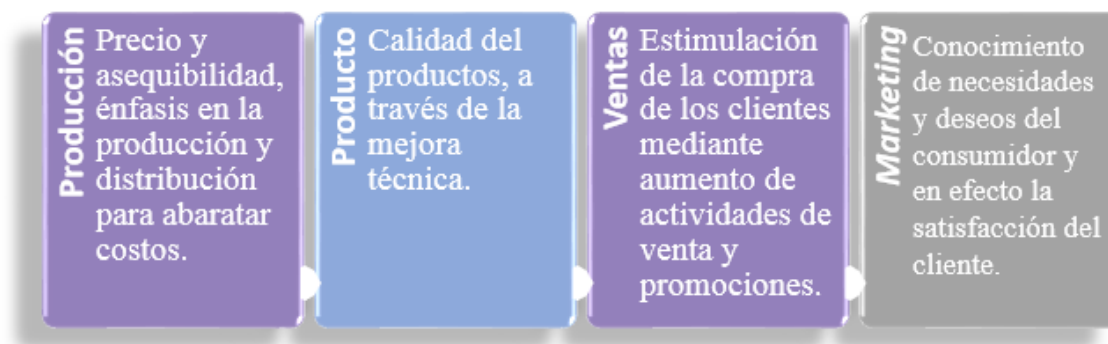 Producción
Precio y
asequibilidad,
énfasis en la
producción y
distribución
para abaratar
costos.
Producto
Calidad del
productos, a
través de la
mejora
técnica.
Ventas
Estimulación
de la compra
de los clientes
mediante
aumento de
actividades de
venta y
promociones.
Marketing
Conocimiento
de necesidades
y deseos del
consumidor y
en efecto la
satisfacción del
cliente.